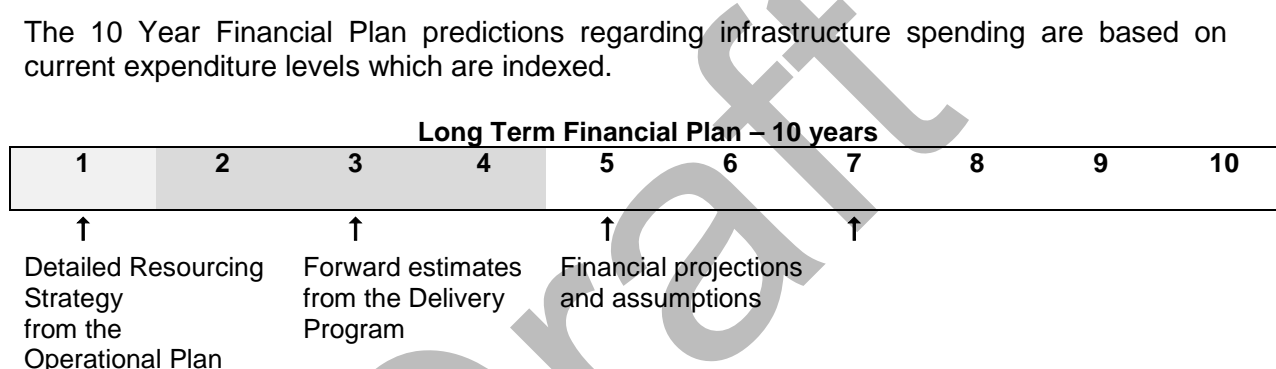 The 10 Year Financial Plan predictions regarding infrastructure spending are based on
current expenditure levels which are indexed.
Long Term Financial Plan – 10 years
1 2 3 4 5 6 7 8 9 10
↑ ↑ ↑ ↑
Detailed Resourcing Forward estimates Financial projections
Strategy from the Delivery and assumptions
from the Program
Operational Plan
Draft